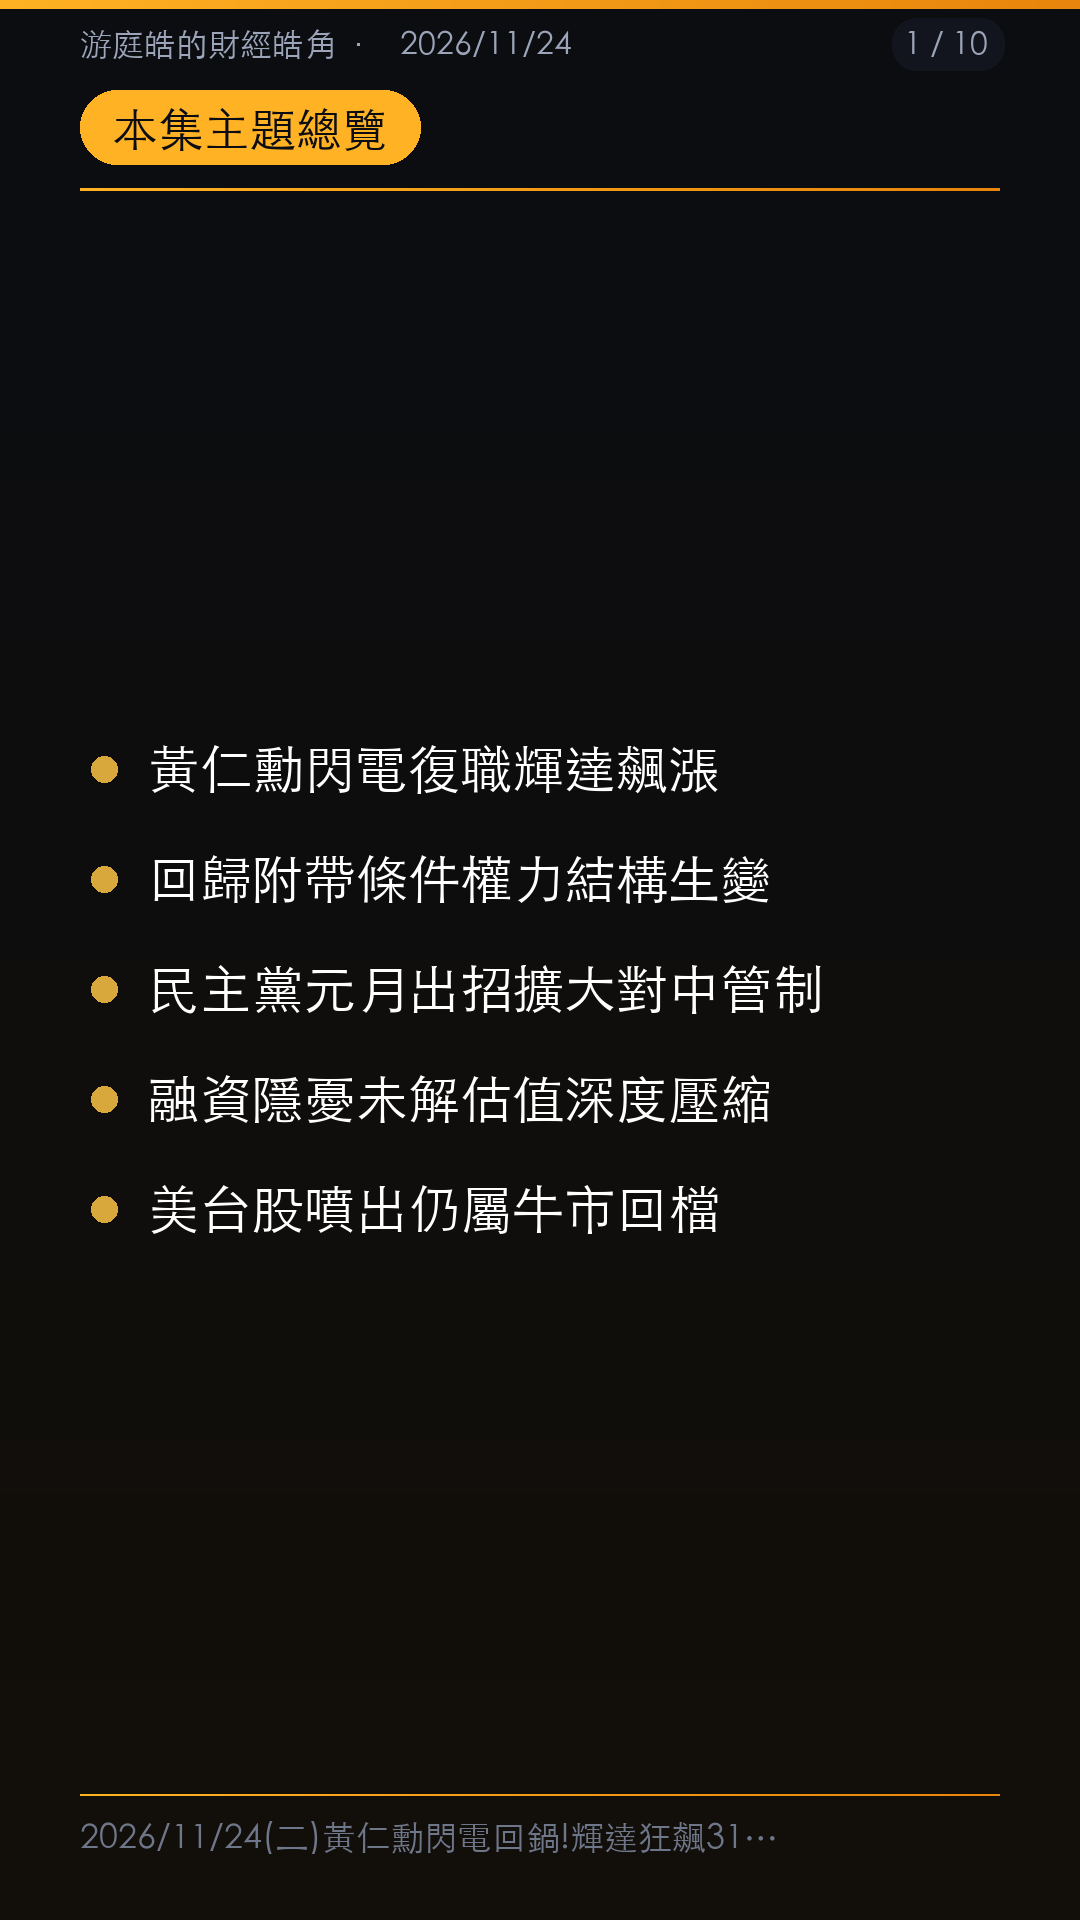 游庭皓的財經皓角 · 2026/11/24
1 / 10
本集主題總覽
黃仁勳閃電復職輝達飆漲
回歸附帶條件權力結構生變
民主黨元月出招擴大對中管制
融資隱憂未解估值深度壓縮
美台股噴出仍屬牛市回檔
2026/11/24(二)黃仁勳閃電回鍋!輝達狂飆31⋯